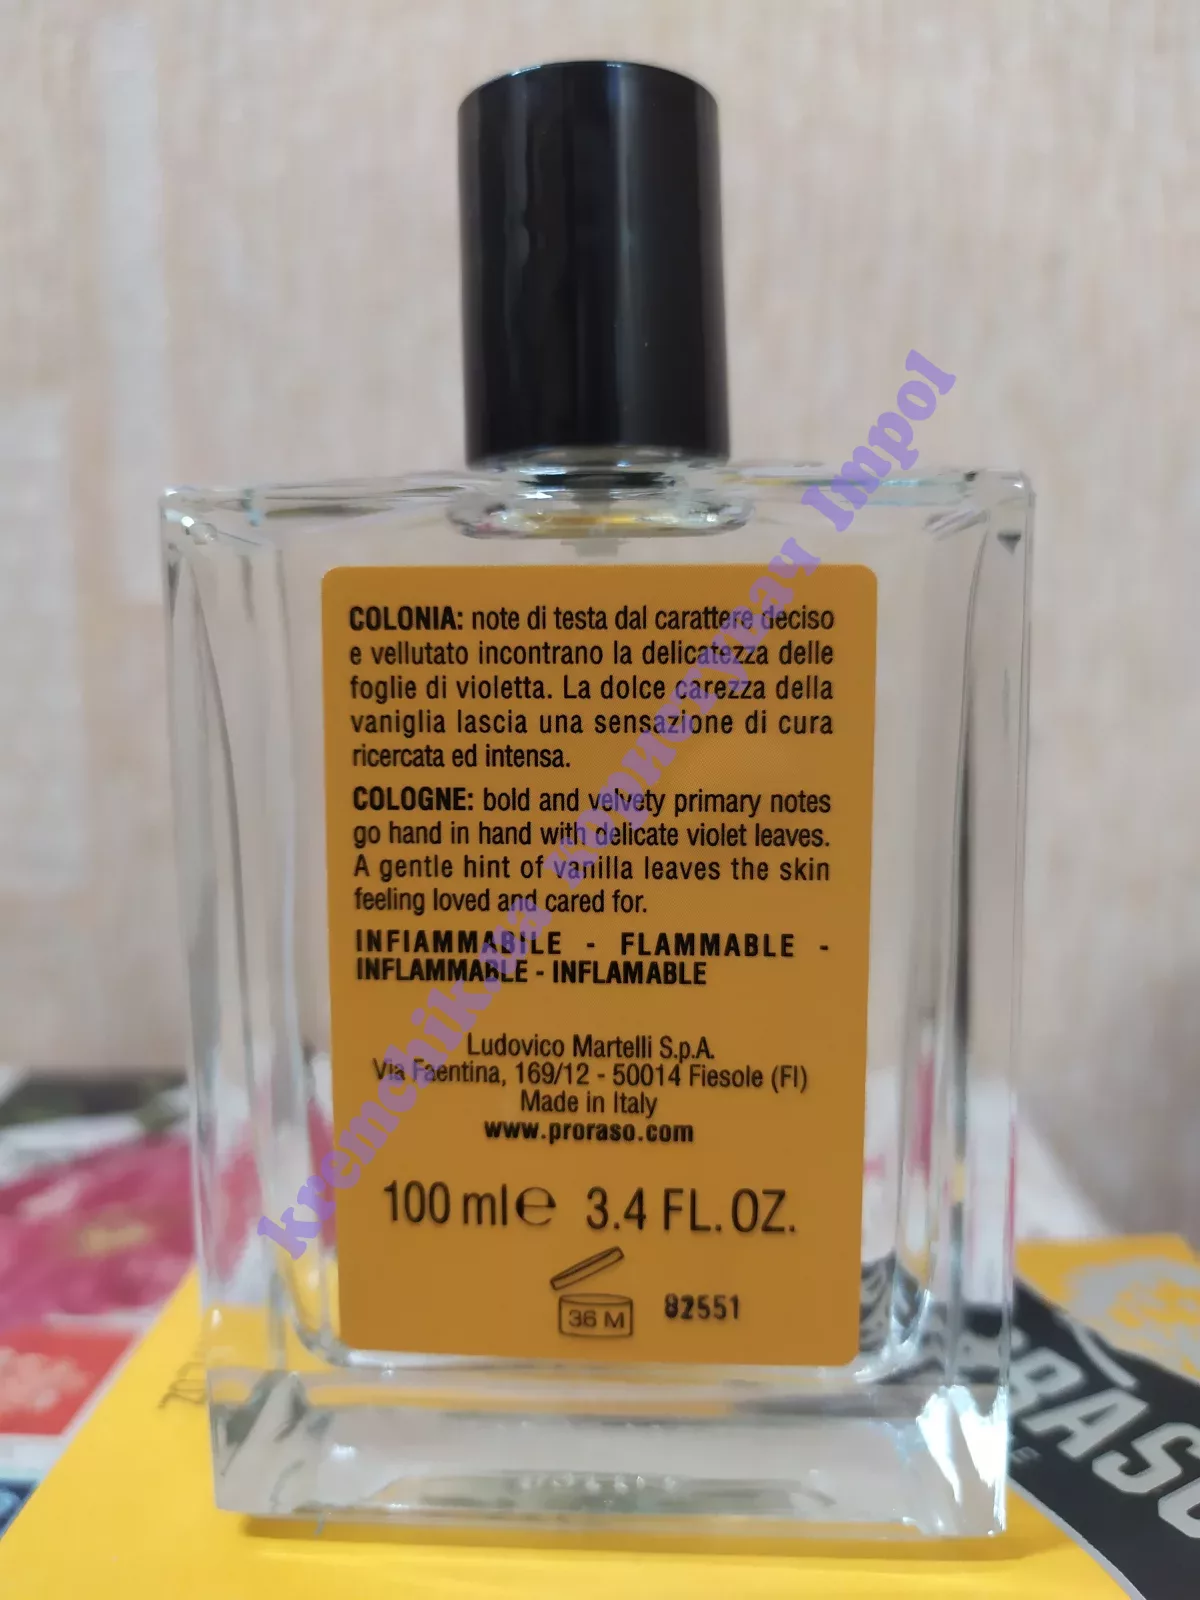 COLONIA: note di testa dal carattere deciso
e vellutato incontrano la delicatezza delle
foglie di violetta. La dolce carezza della
vaniglia lascia una sensazione di cura
ricercata ed intensa.
COLOGNE: bold and velvety primary notes
go hand in hand with delicate violet leaves.
A gentle hint of vanilla leaves the skin
feeling loved and cared for.
INFIAMMABILE - FLAMMABLE -
INFLAMMABLE - INFLAMABLE
Ludovico Martelli S.p.A.
Via Faentina, 169/12 - 50014 Fiesole (FI)
Made in Italy
www.proraso.com
100 ml℮ 3.4 FL. OZ.
36 M
82551
kremchik.ua користувач Impol